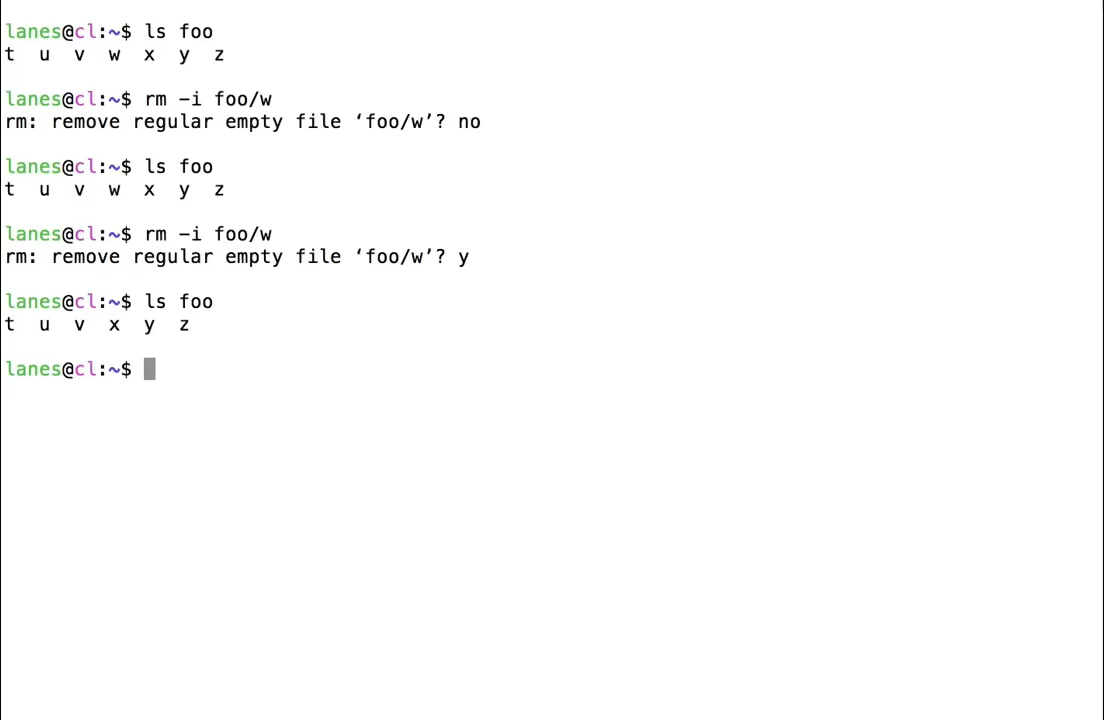 lanes@cl:~$ ls foo
t  u  v  w  x  y  z
lanes@cl:~$ rm -i foo/w
rm: remove regular empty file ‘foo/w’? no
lanes@cl:~$ ls foo
t  u  v  w  x  y  z
lanes@cl:~$ rm -i foo/w
rm: remove regular empty file ‘foo/w’? y
lanes@cl:~$ ls foo
t  u  v  x  y  z
lanes@cl:~$